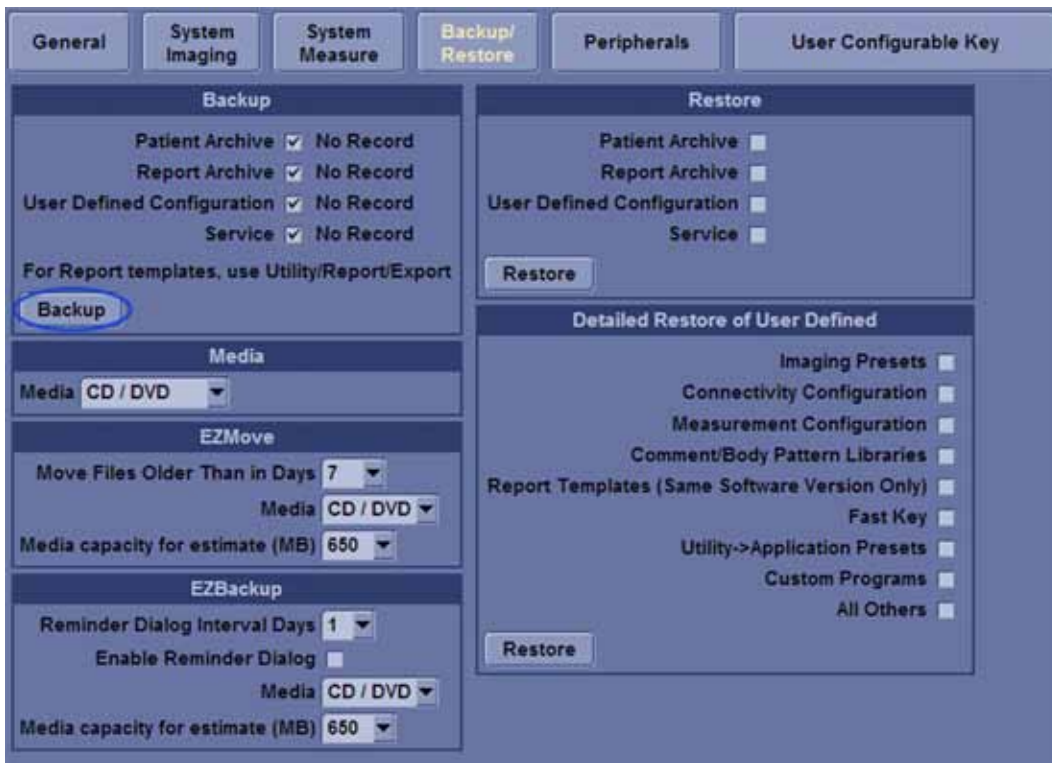 General
System Imaging
System Measure
Backup/ Restore
Peripherals
User Configurable Key
Backup
Patient Archive No Record
Report Archive No Record
User Defined Configuration No Record
Service No Record
For Report templates, use Utility/Report/Export
Backup
Media
Media CD / DVD
EZMove
Move Files Older Than in Days 7
Media CD / DVD
Media capacity for estimate (MB) 650
EZBackup
Reminder Dialog Interval Days 1
Enable Reminder Dialog
Media CD / DVD
Media capacity for estimate (MB) 650
Restore
Patient Archive
Report Archive
User Defined Configuration
Service
Restore
Detailed Restore of User Defined
Imaging Presets
Connectivity Configuration
Measurement Configuration
Comment/Body Pattern Libraries
Report Templates (Same Software Version Only)
Fast Key
Utility->Application Presets
Custom Programs
All Others
Restore